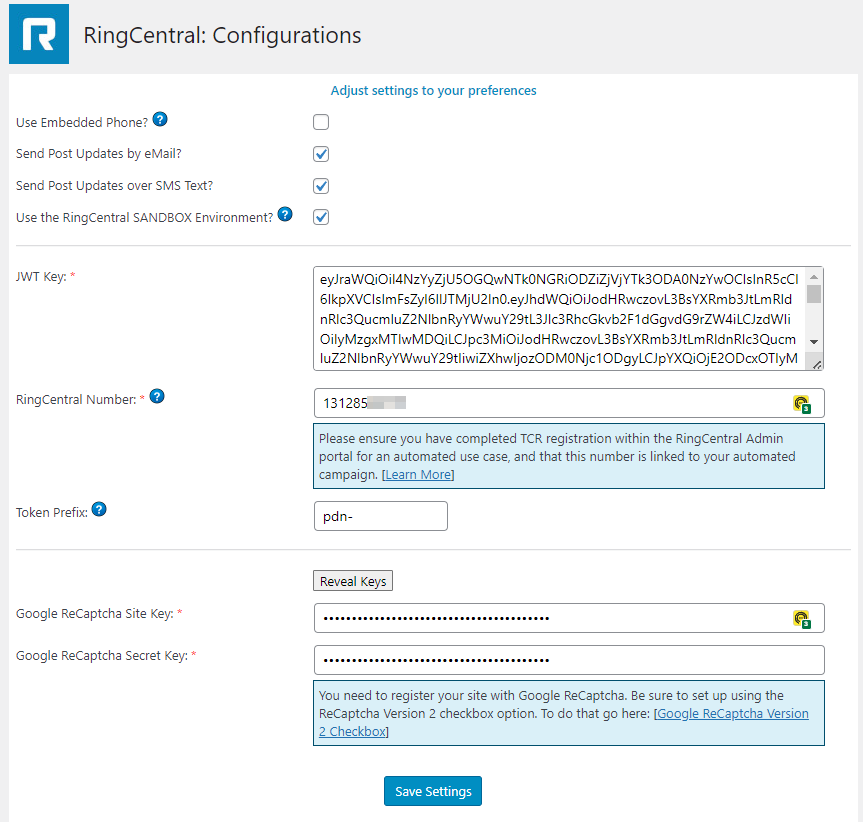 RingCentral: Configurations
Adjust settings to your preferences
Use Embedded Phone? ?
Send Post Updates by eMail?
Send Post Updates over SMS Text?
Use the RingCentral SANDBOX Environment? ?
JWT Key: *
RingCentral Number: * ?
131285
3
Please ensure you have completed TCR registration within the RingCentral Admin
portal for an automated use case, and that this number is linked to your automated
campaign. [Learn More]
Token Prefix: ?
pdn-
Reveal Keys
Google ReCaptcha Site Key: *
3
Google ReCaptcha Secret Key: *
You need to register your site with Google ReCaptcha. Be sure to set up using the
ReCaptcha Version 2 checkbox option. To do that go here: [Google ReCaptcha Version
2 Checkbox]
Save Settings